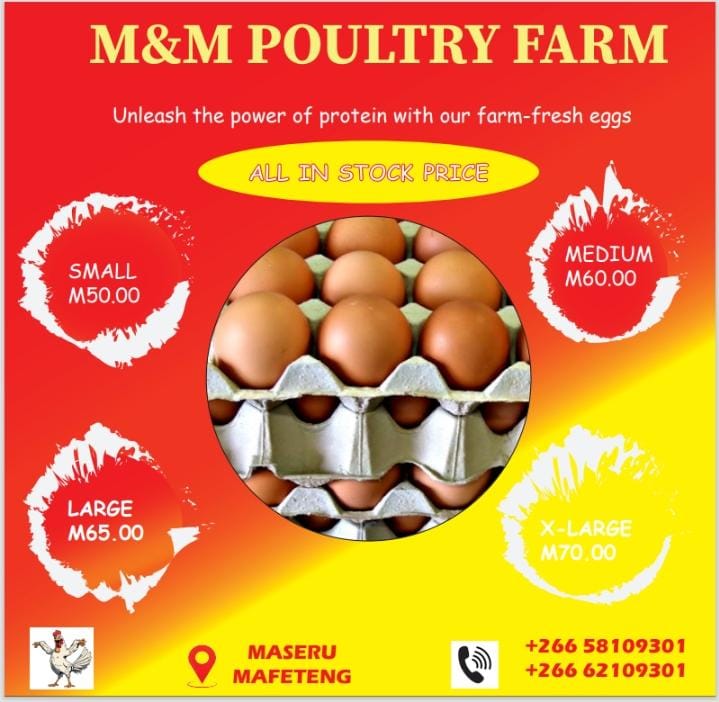 M&M POULTRY FARM
Unleash the power of protein with our farm-fresh eggs
ALL IN STOCK PRICE
SMALL
M50.00
MEDIUM
M60.00
LARGE
M65.00
X-LARGE
M70,00
MASERU
MAFETENG
+266 58109301
+266 62109301